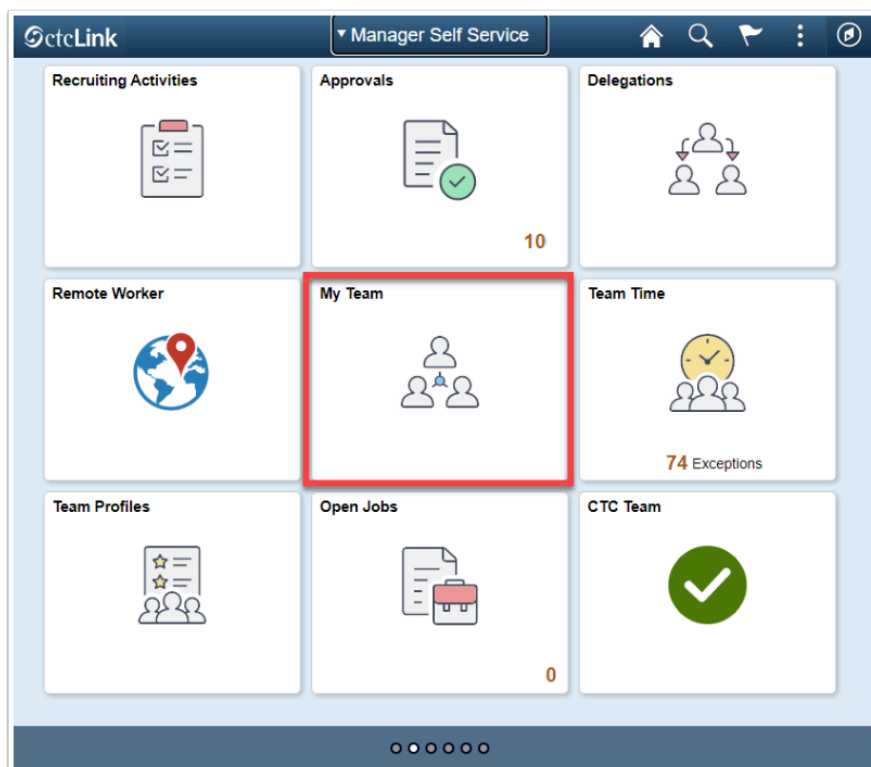 ctcLink
Manager Self Service
Recruiting Activities
Approvals
Delegations
10
Remote Worker
My Team
Team Time
74 Exceptions
Team Profiles
Open Jobs
CTC Team
0